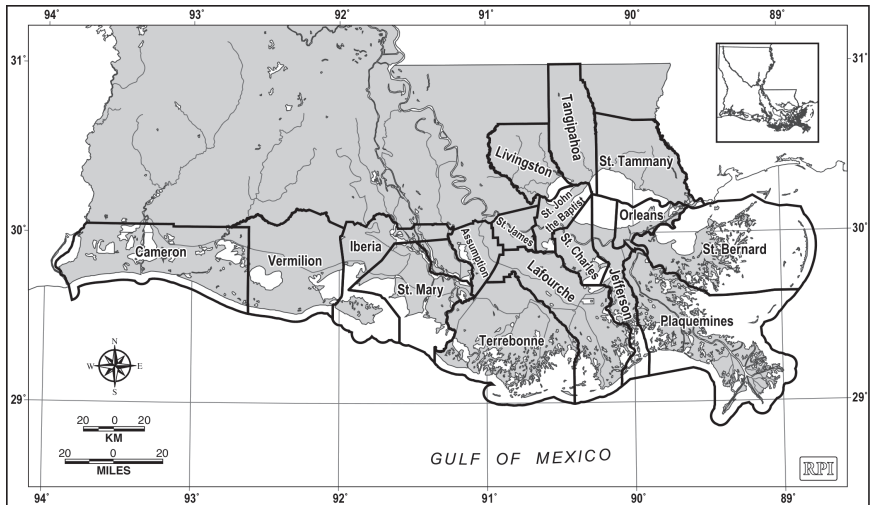 94° 93° 92° 91° 90° 89°
31° 31°
Tangipahoa
Livingston
St. Tammany
St. John
the Baptist
Orleans
30° 30°
St. James
Assumption
Iberia
Cameron
Vermilion
St. Charles
St. Bernard
Lafourche
Jefferson
St. Mary
Plaquemines
Terrebonne
N
W E
S
29° 29°
20 0 20
KM
20 0 20
MILES
GULF OF MEXICO
RPI
94° 93° 92° 91° 90° 89°